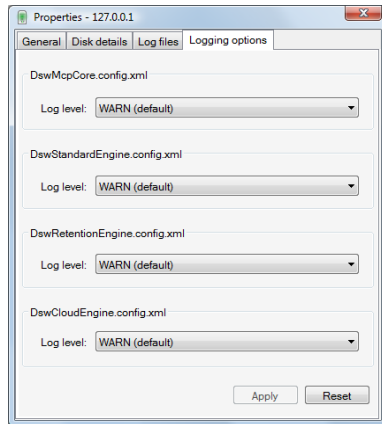 Properties - 127.0.0.1
General Disk details Log files Logging options
DswMcpCore.config.xml
Log level: WARN (default)
DswStandardEngine.config.xml
Log level: WARN (default)
DswRetentionEngine.config.xml
Log level: WARN (default)
DswCloudEngine.config.xml
Log level: WARN (default)
Apply Reset